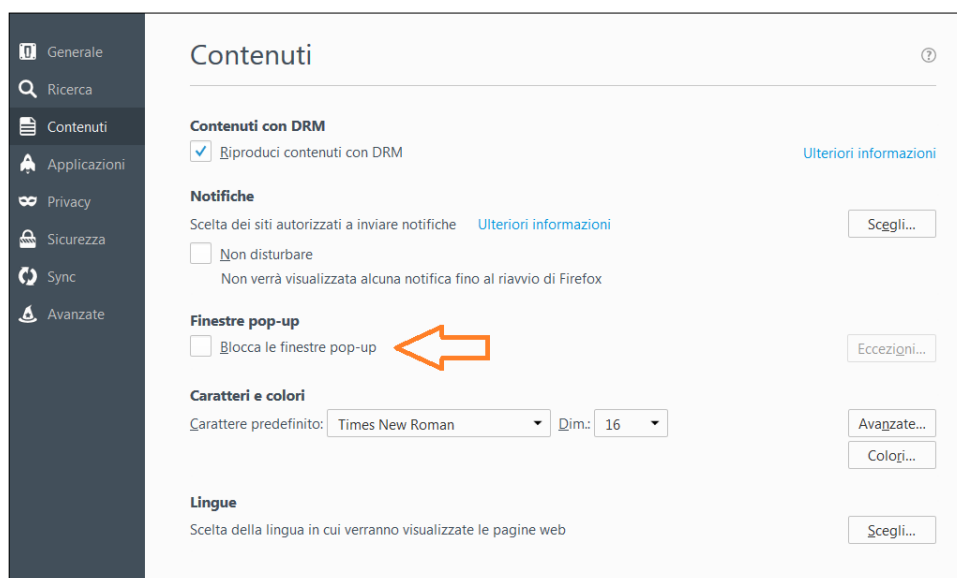 Generale
Ricerca
Contenuti
Applicazioni
Privacy
Sicurezza
Sync
Avanzate
Contenuti
?
Contenuti con DRM
Riproduci contenuti con DRM
Ulteriori informazioni
Notifiche
Scelta dei siti autorizzati a inviare notifiche Ulteriori informazioni
Scegli...
Non disturbare
Non verrà visualizzata alcuna notifica fino al riavvio di Firefox
Finestre pop-up
Blocca le finestre pop-up
Eccezioni...
Caratteri e colori
Carattere predefinito: Times New Roman Dim.: 16
Avanzate...
Colori...
Lingue
Scelta della lingua in cui verranno visualizzate le pagine web
Scegli...